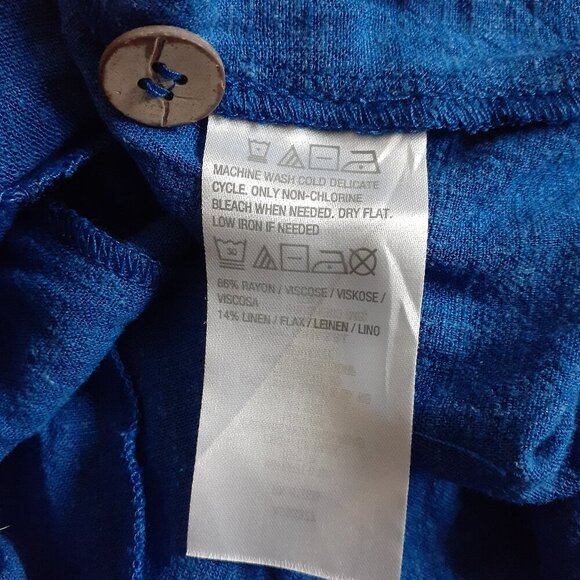 MACHINE WASH COLD DELICATE
CYCLE. ONLY NON-CHLORINE
BLEACH WHEN NEEDED. DRY FLAT.
LOW IRON IF NEEDED
30
86% RAYON / VISCOSE / VISKOSE /
VISCOSA
14% LINEN / FLAX / LEINEN / LINO